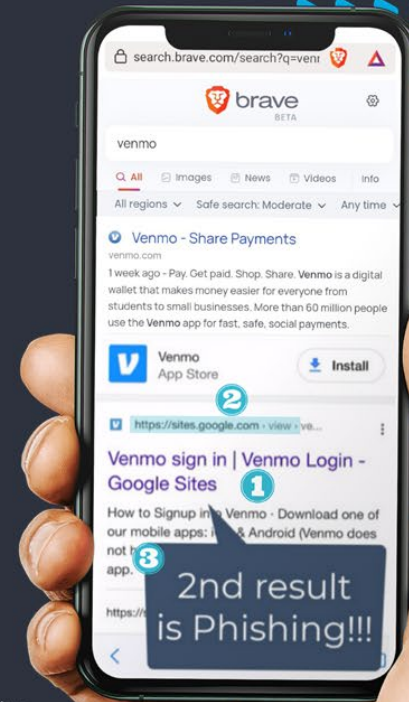 search.brave.com/search?q=venr
brave
BETA
venmo
All Images News Videos Info
All regions Safe search: Moderate Any time
Venmo - Share Payments
venmo.com
1 week ago - Pay. Get paid. Shop. Share. Venmo is a digital
wallet that makes money easier for everyone from
students to small businesses. More than 60 million people
use the Venmo app for fast, safe, social payments.
Venmo
App Store
Install
2
https://sites.google.com › view › ve...
Venmo sign in | Venmo Login -
Google Sites
1
How to Signup Venmo · Download one of
our mobile apps: & Android (Venmo does
not
3
app.
2nd result
is Phishing!!!